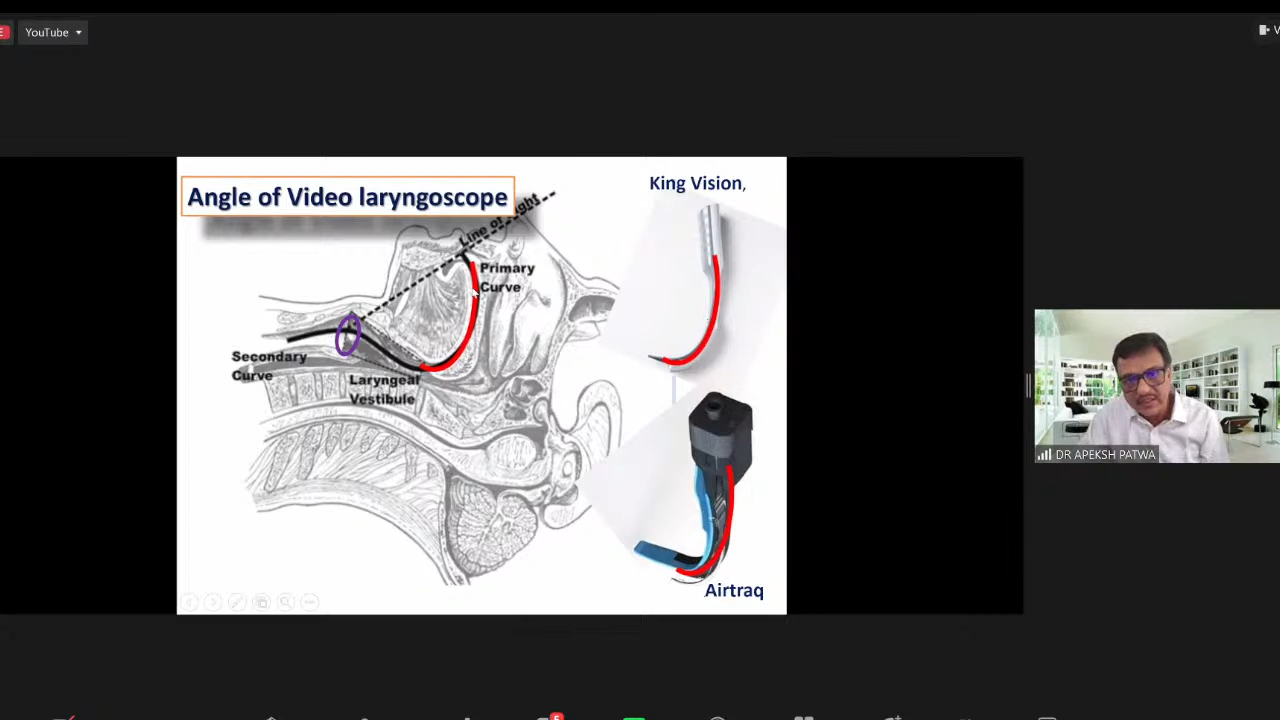 YouTube
Angle of Video laryngoscope
King Vision,
Line of
Primary
Curve
Secondary
Curve
Laryngeal
Vestibule
Airtraq
DR APEKSH PATWA